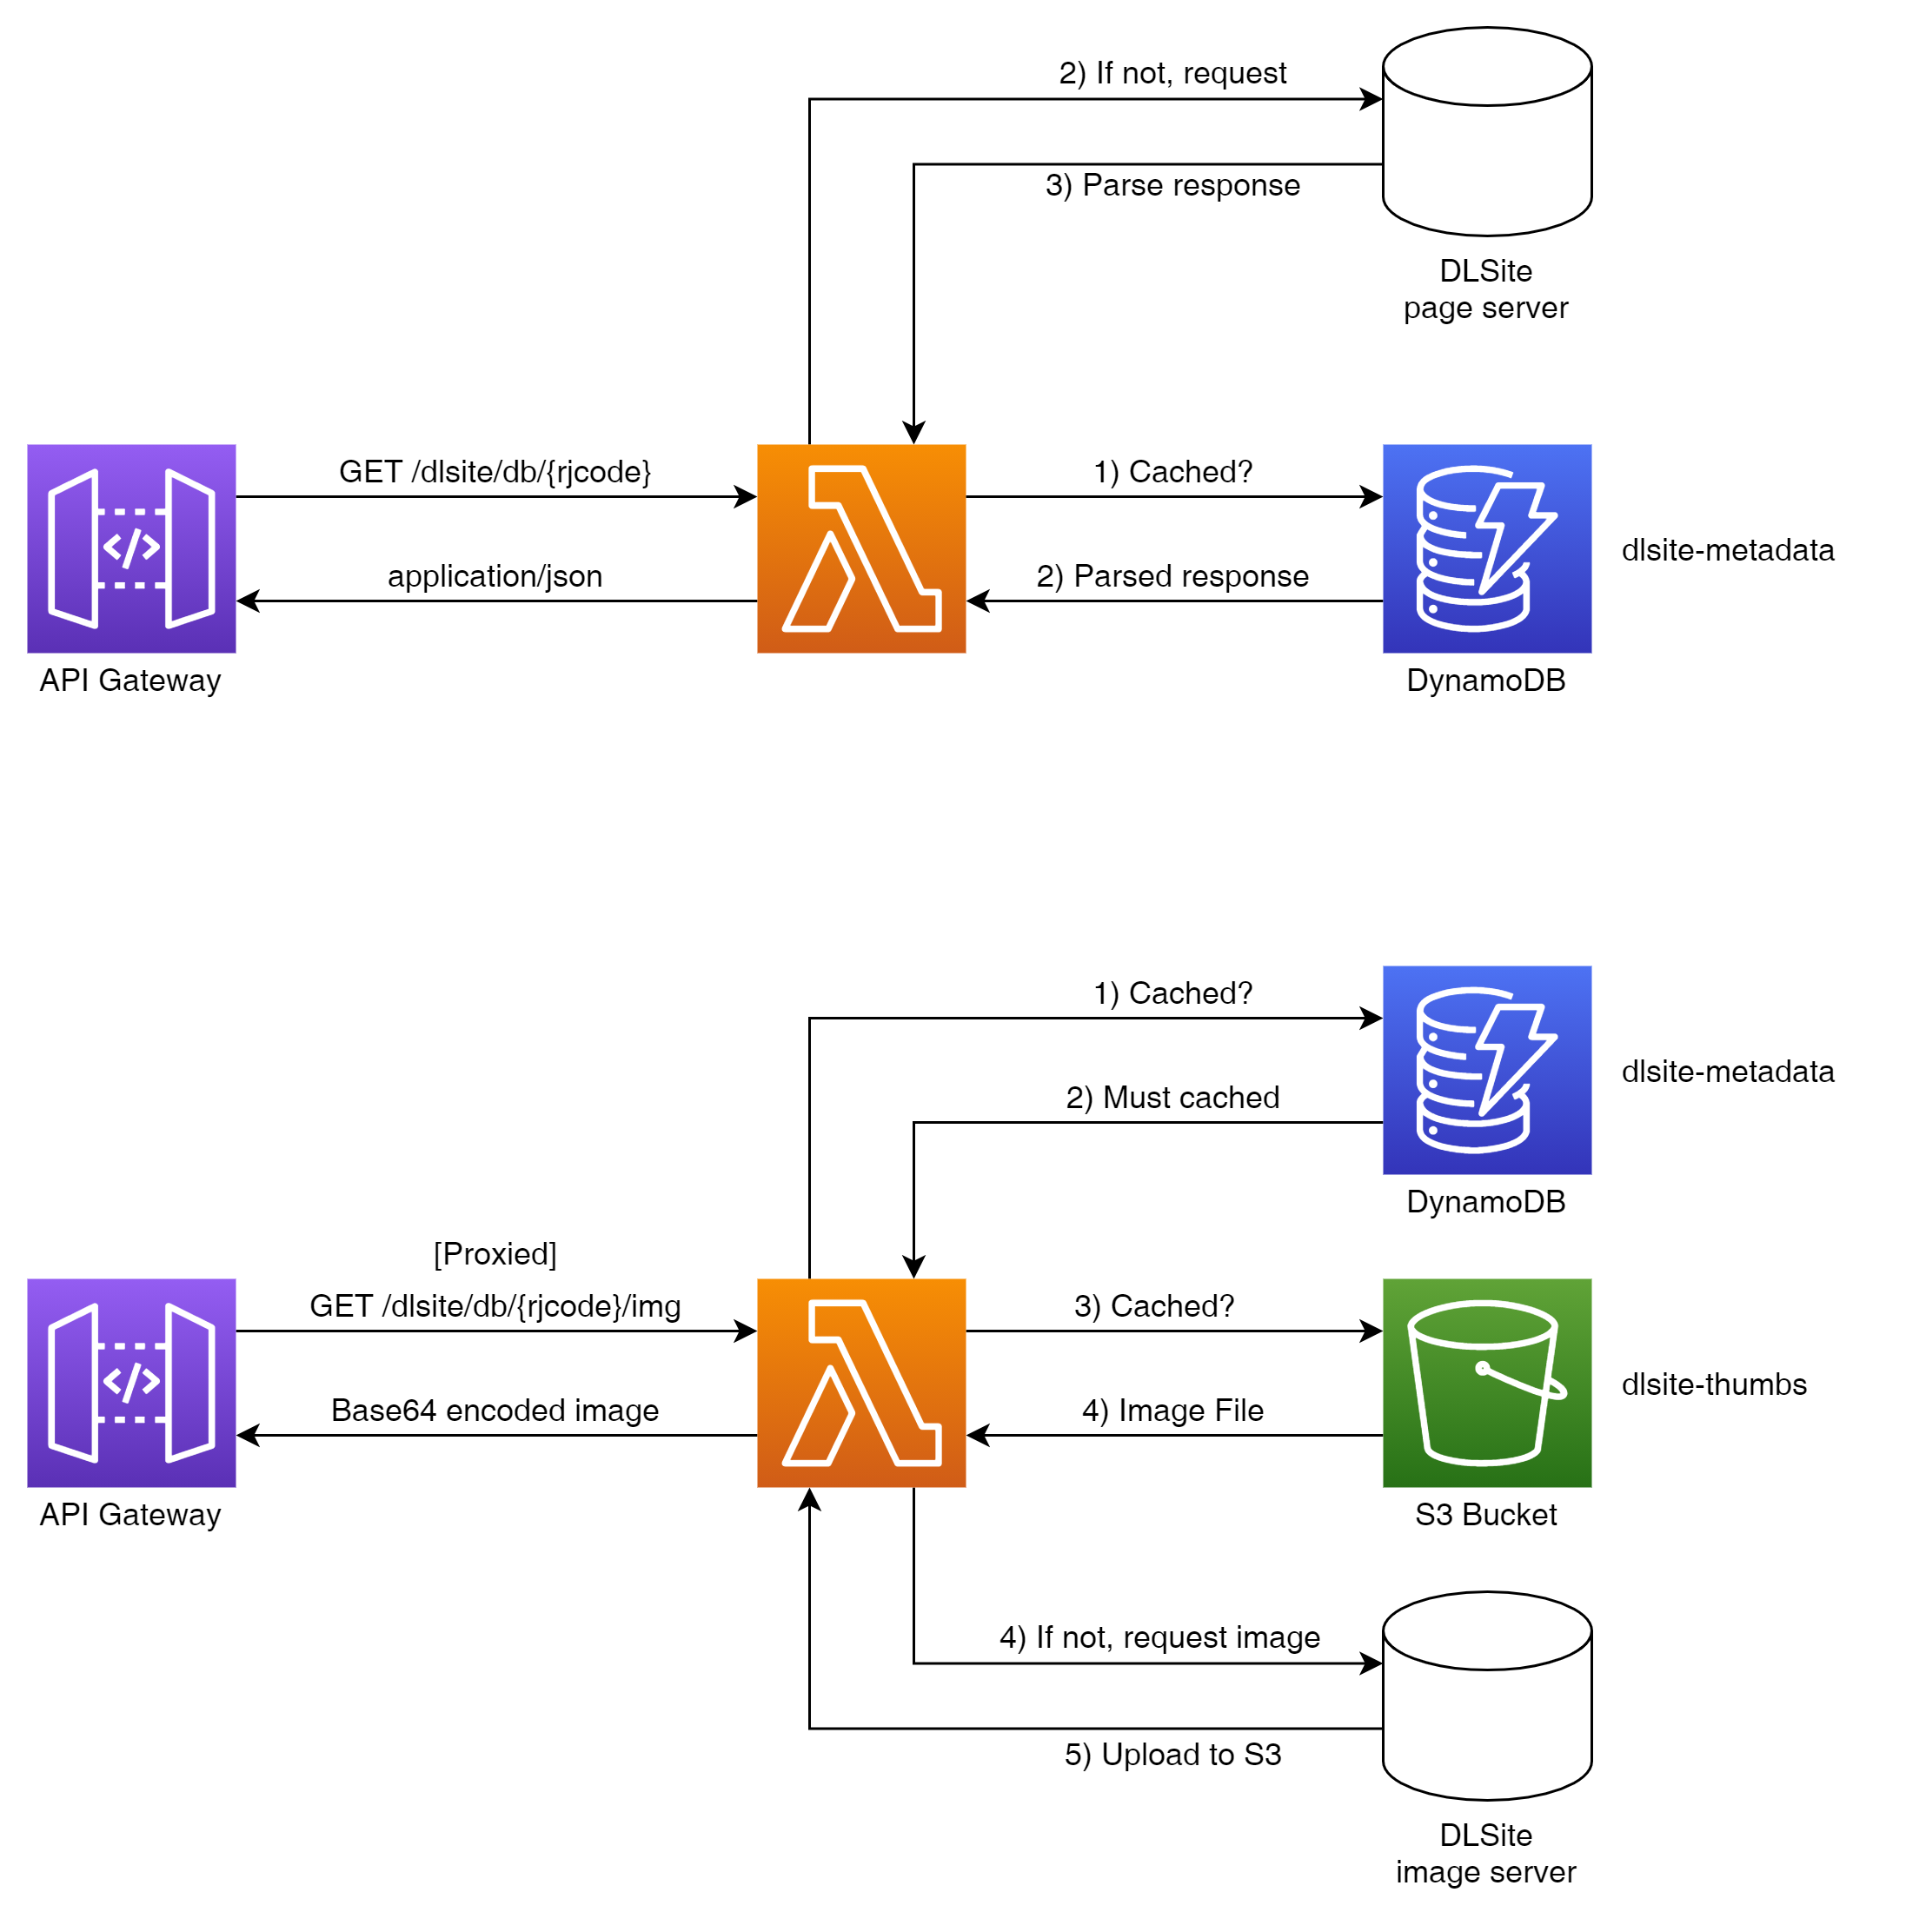 2) If not, request
3) Parse response
DLSite
page server
GET /dlsite/db/{rjcode}
1) Cached?
application/json
2) Parsed response
dlsite-metadata
API Gateway
DynamoDB
1) Cached?
2) Must cached
dlsite-metadata
DynamoDB
[Proxied]
GET /dlsite/db/{rjcode}/img
3) Cached?
Base64 encoded image
4) Image File
dlsite-thumbs
API Gateway
S3 Bucket
4) If not, request image
5) Upload to S3
DLSite
image server